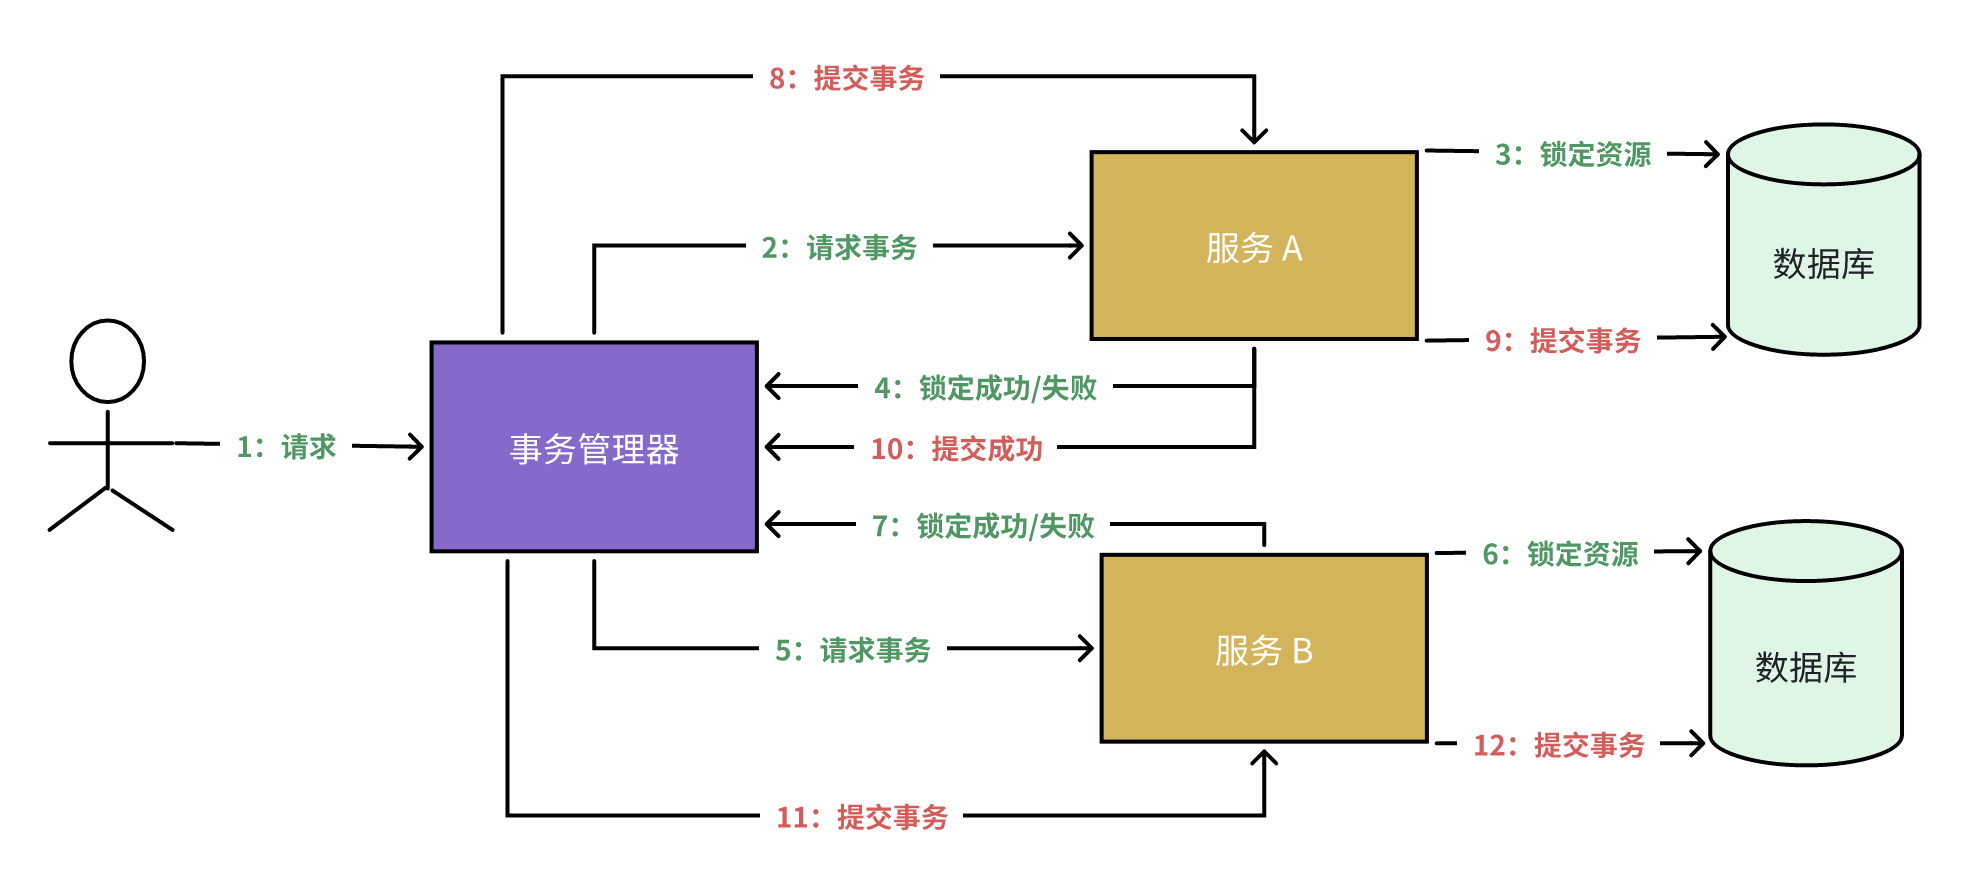 8：提交事务
3：锁定资源
2：请求事务
服务 A
数据库
9：提交事务
4：锁定成功/失败
1：请求
事务管理器
10：提交成功
7：锁定成功/失败
6：锁定资源
5：请求事务
服务 B
数据库
12：提交事务
11：提交事务